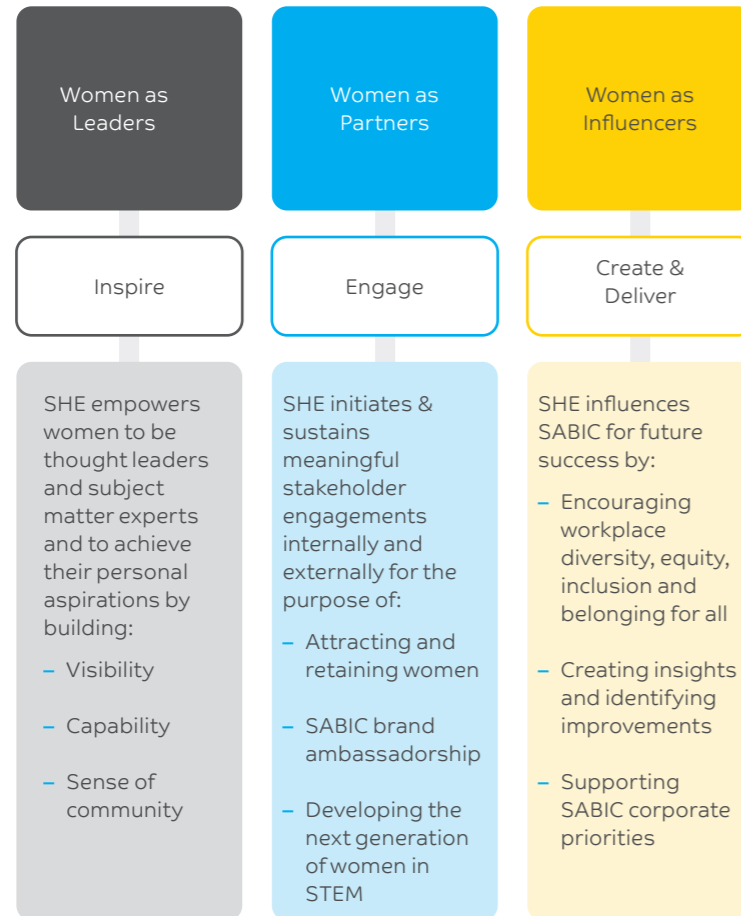 Women as
Leaders
Inspire
SHE empowers
women to be
thought leaders
and subject
matter experts
and to achieve
their personal
aspirations by
building:
– Visibility
– Capability
– Sense of
community
Women as
Partners
Engage
SHE initiates &
sustains
meaningful
stakeholder
engagements
internally and
externally for the
purpose of:
– Attracting and
retaining women
– SABIC brand
ambassadorship
– Developing the
next generation
of women in
STEM
Women as
Influencers
Create &
Deliver
SHE influences
SABIC for future
success by:
– Encouraging
workplace
diversity, equity,
inclusion and
belonging for all
– Creating insights
and identifying
improvements
– Supporting
SABIC corporate
priorities